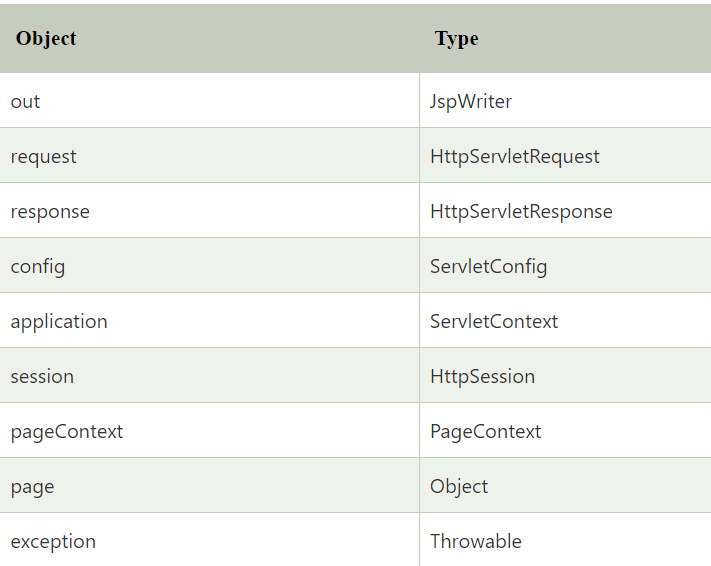 Object Type
out JspWriter
request HttpServletRequest
response HttpServletResponse
config ServletConfig
application ServletContext
session HttpSession
pageContext PageContext
page Object
exception Throwable